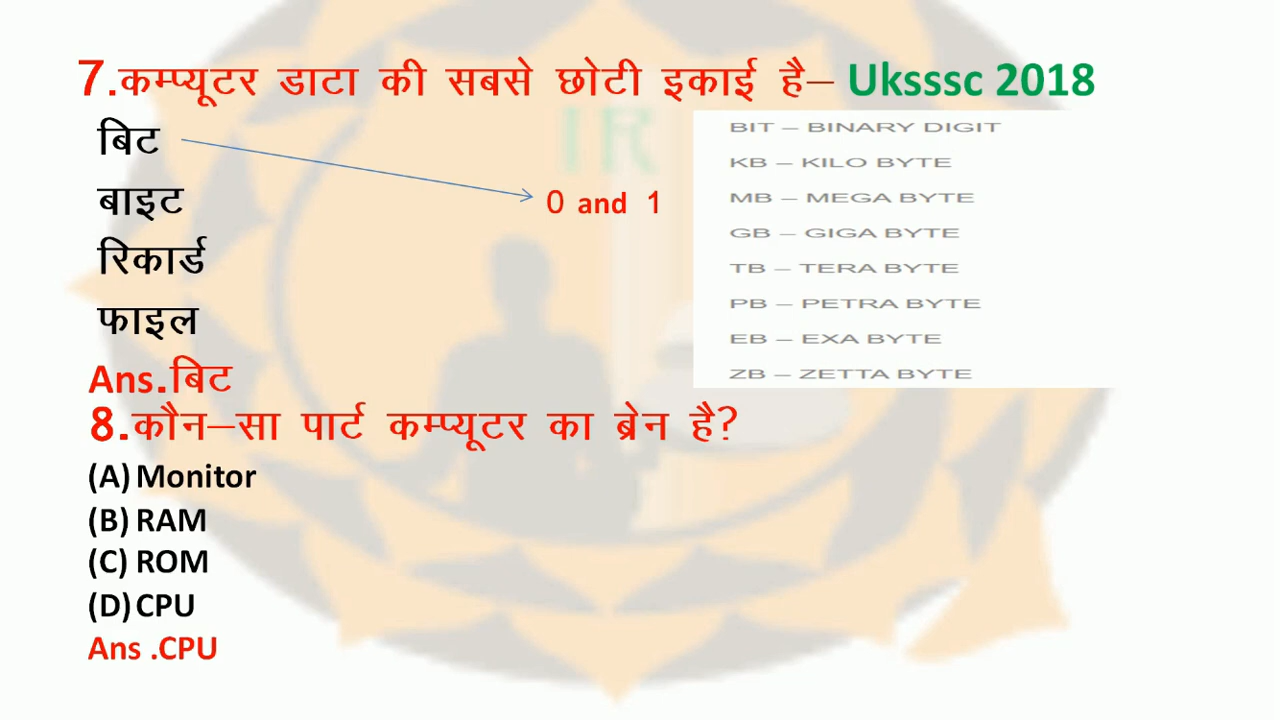 7.कम्प्यूटर डाटा की सबसे छोटी इकाई है– Uksssc 2018
बिट
बाइट
रिकार्ड
फाइल
Ans.बिट
0 and 1
BIT – BINARY DIGIT
KB – KILO BYTE
MB – MEGA BYTE
GB – GIGA BYTE
TB – TERA BYTE
PB – PETRA BYTE
EB – EXA BYTE
ZB – ZETTA BYTE
8.कौन–सा पार्ट कम्प्यूटर का ब्रेन है?
(A) Monitor
(B) RAM
(C) ROM
(D) CPU
Ans .CPU
IR